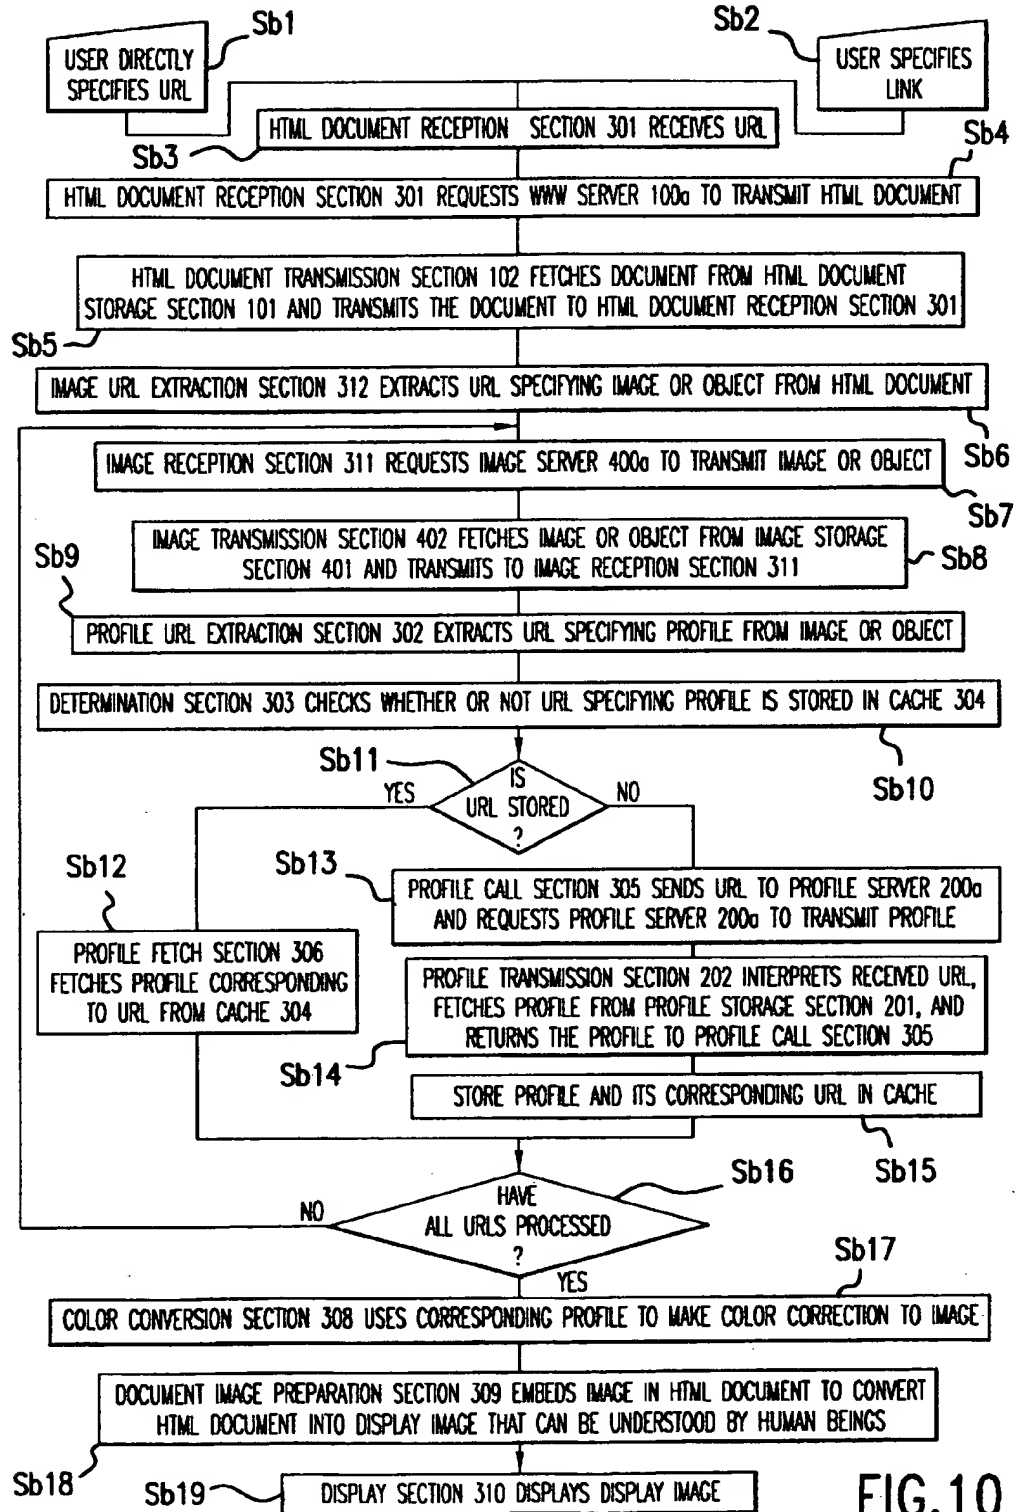 Sb1
USER DIRECTLY
SPECIFIES URL
Sb2
USER SPECIFIES
LINK
HTML DOCUMENT RECEPTION SECTION 301 RECEIVES URL
Sb3
Sb4
HTML DOCUMENT RECEPTION SECTION 301 REQUESTS WWW SERVER 100a TO TRANSMIT HTML DOCUMENT
HTML DOCUMENT TRANSMISSION SECTION 102 FETCHES DOCUMENT FROM HTML DOCUMENT
STORAGE SECTION 101 AND TRANSMITS THE DOCUMENT TO HTML DOCUMENT RECEPTION SECTION 301
Sb5
IMAGE URL EXTRACTION SECTION 312 EXTRACTS URL SPECIFYING IMAGE OR OBJECT FROM HTML DOCUMENT
Sb6
IMAGE RECEPTION SECTION 311 REQUESTS IMAGE SERVER 400a TO TRANSMIT IMAGE OR OBJECT
Sb7
IMAGE TRANSMISSION SECTION 402 FETCHES IMAGE OR OBJECT FROM IMAGE STORAGE
SECTION 401 AND TRANSMITS TO IMAGE RECEPTION SECTION 311
Sb8
Sb9
PROFILE URL EXTRACTION SECTION 302 EXTRACTS URL SPECIFYING PROFILE FROM IMAGE OR OBJECT
DETERMINATION SECTION 303 CHECKS WHETHER OR NOT URL SPECIFYING PROFILE IS STORED IN CACHE 304
Sb10
Sb11
IS
URL STORED
?
YES
NO
Sb12
PROFILE FETCH SECTION 306
FETCHES PROFILE CORRESPONDING
TO URL FROM CACHE 304
Sb13
PROFILE CALL SECTION 305 SENDS URL TO PROFILE SERVER 200a
AND REQUESTS PROFILE SERVER 200a TO TRANSMIT PROFILE
PROFILE TRANSMISSION SECTION 202 INTERPRETS RECEIVED URL,
FETCHES PROFILE FROM PROFILE STORAGE SECTION 201, AND
RETURNS THE PROFILE TO PROFILE CALL SECTION 305
Sb14
STORE PROFILE AND ITS CORRESPONDING URL IN CACHE
Sb15
Sb16
HAVE
ALL URLS PROCESSED
?
NO
YES
Sb17
COLOR CONVERSION SECTION 308 USES CORRESPONDING PROFILE TO MAKE COLOR CORRECTION TO IMAGE
DOCUMENT IMAGE PREPARATION SECTION 309 EMBEDS IMAGE IN HTML DOCUMENT TO CONVERT
HTML DOCUMENT INTO DISPLAY IMAGE THAT CAN BE UNDERSTOOD BY HUMAN BEINGS
Sb18
Sb19
DISPLAY SECTION 310 DISPLAYS DISPLAY IMAGE
FIG.10